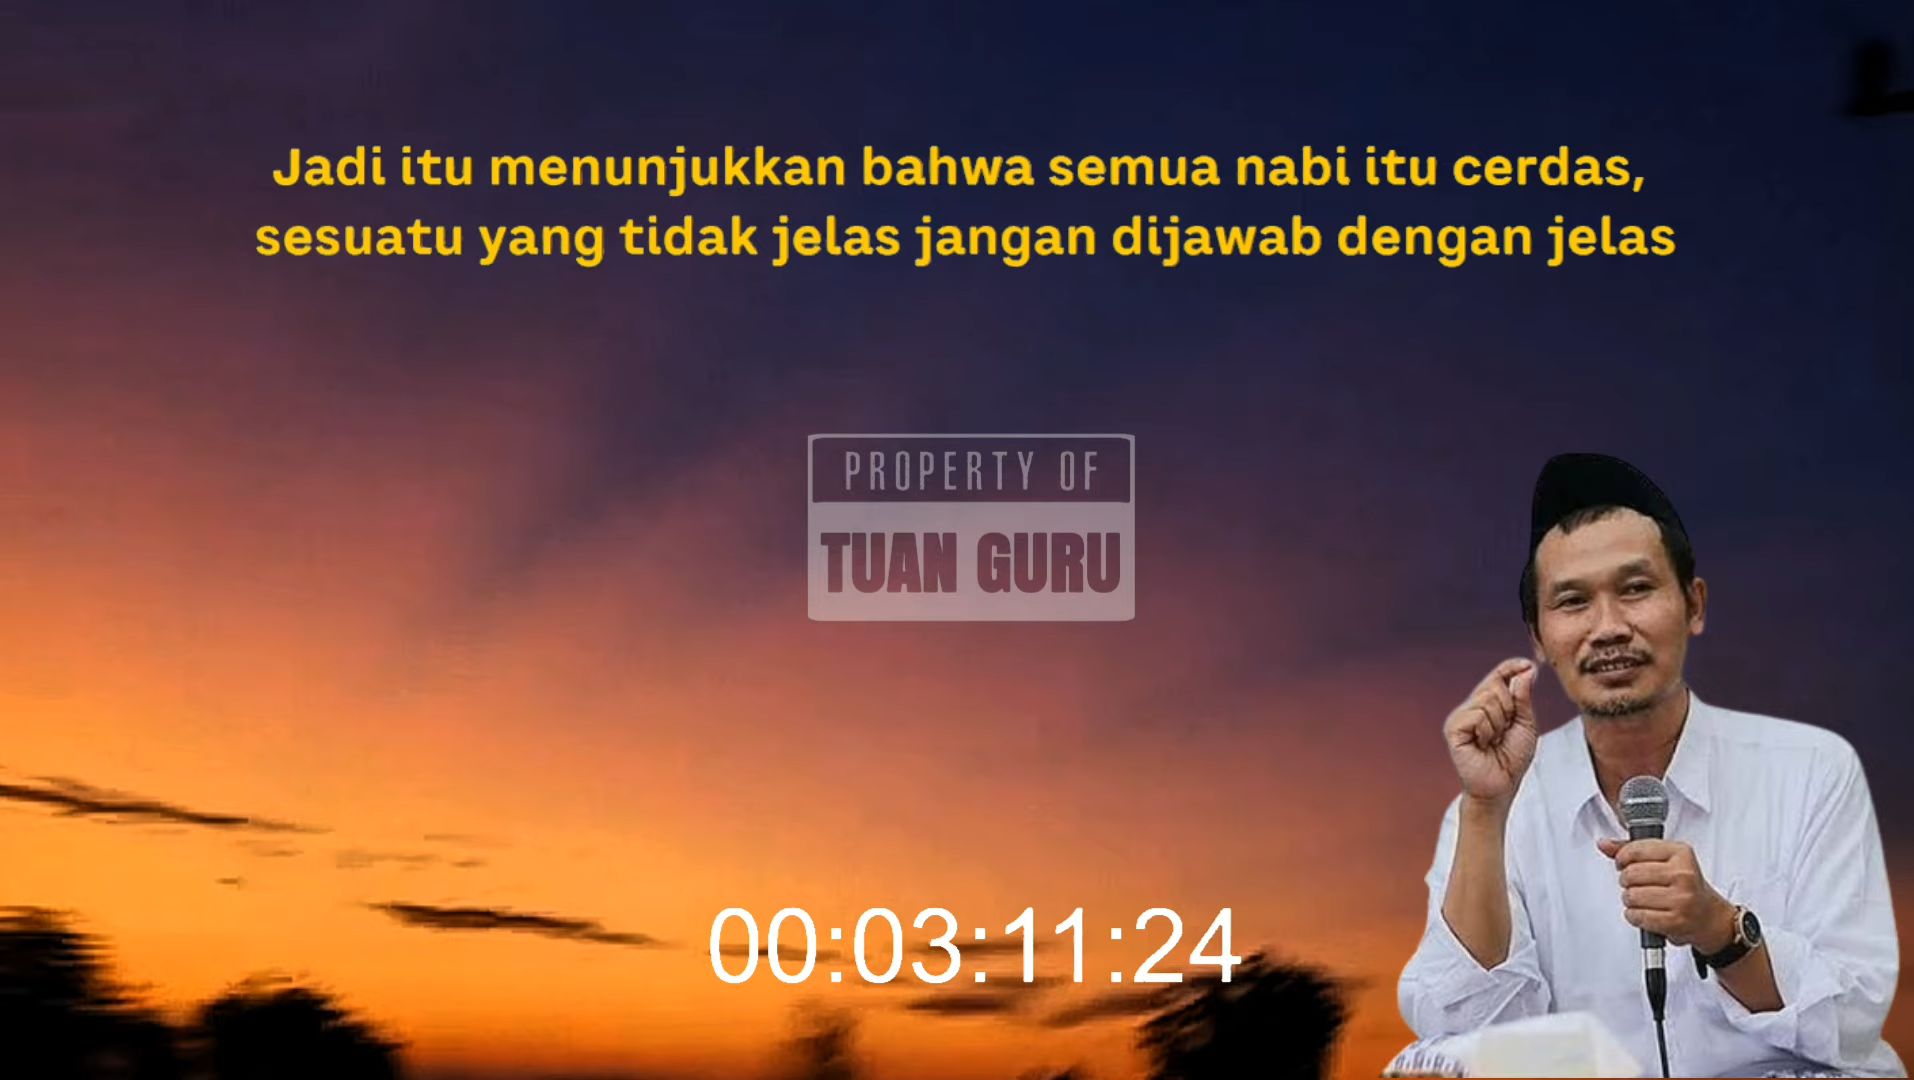 Jadi itu menunjukkan bahwa semua nabi itu cerdas,
sesuatu yang tidak jelas jangan dijawab dengan jelas
PROPERTY OF
TUAN GURU
00:03:11:24